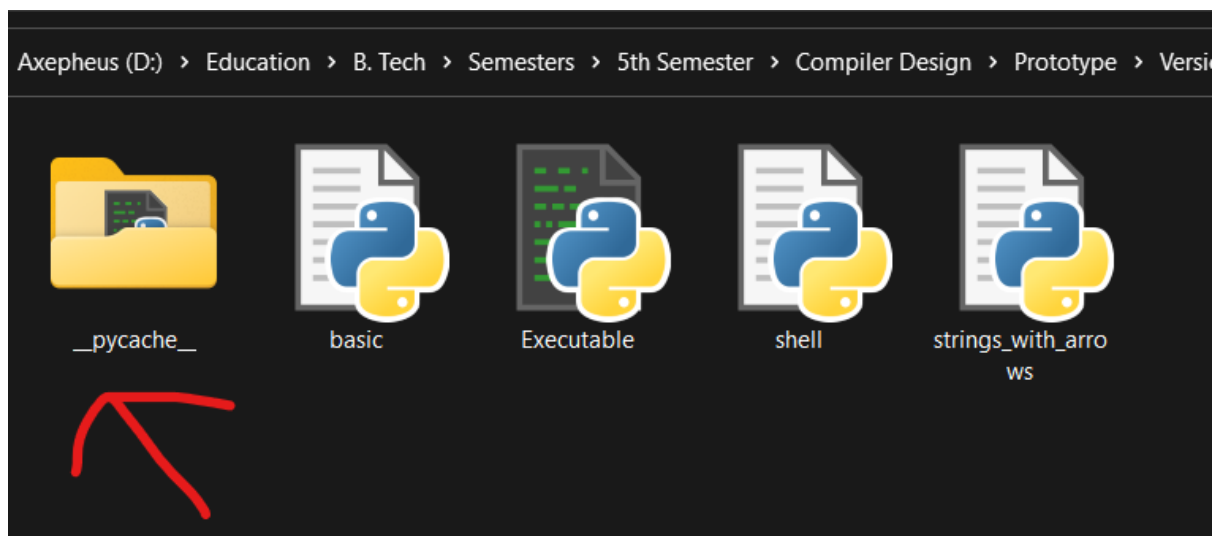 Axepheus (D:) > Education > B. Tech > Semesters > 5th Semester > Compiler Design > Prototype >
__pycache__
basic
Executable
shell
strings_with_arro
ws